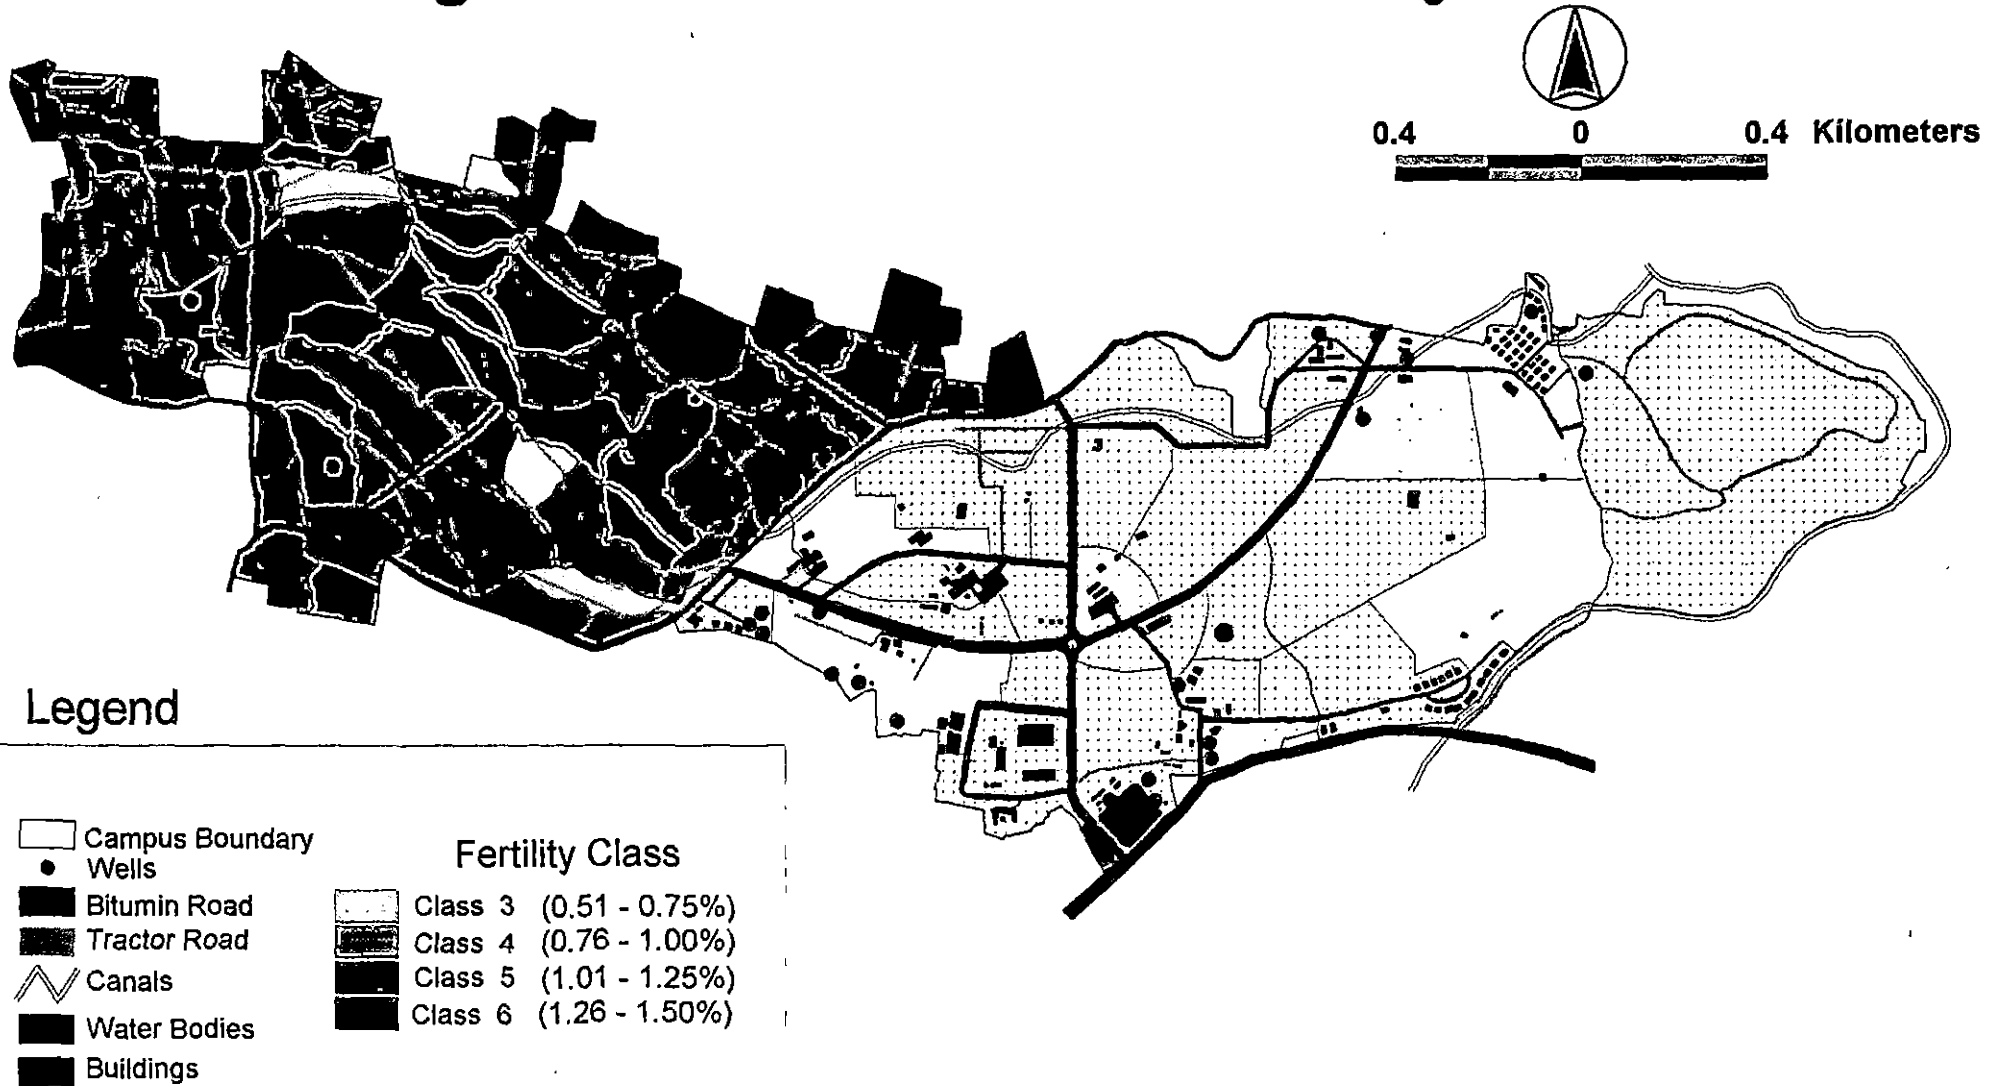 0.4 0 0.4 Kilometers
Legend
Campus Boundary
Wells
Bitumin Road
Tractor Road
Canals
Water Bodies
Buildings
Fertility Class
Class 3 (0.51 - 0.75%)
Class 4 (0.76 - 1.00%)
Class 5 (1.01 - 1.25%)
Class 6 (1.26 - 1.50%)